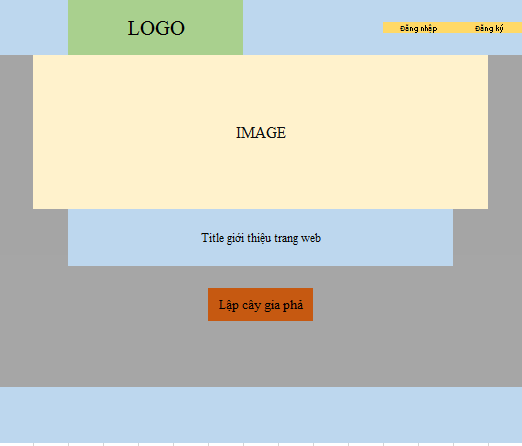 LOGO
Đăng nhập
Đăng ký
IMAGE
Title giới thiệu trang web
Lập cây gia phả